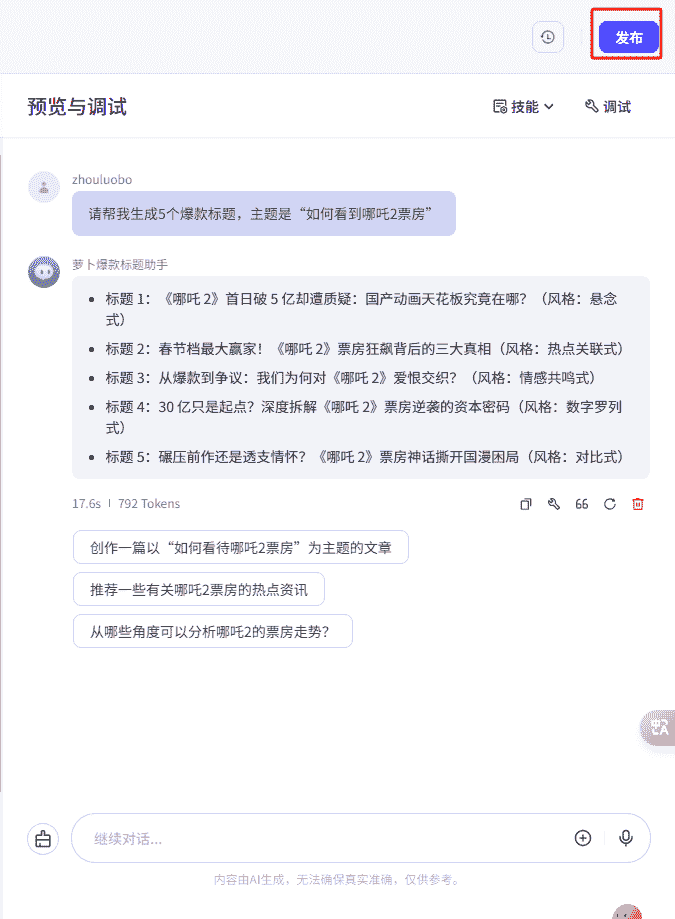 发布
预览与调试
技能
调试
zhouluobo
请帮我生成5个爆款标题，主题是“如何看到哪吒2票房”
萝卜爆款标题助手
标题 1：《哪吒 2》首日破 5 亿却遭质疑：国产动画天花板究竟在哪？（风格：悬念
式）
标题 2：春节档最大赢家！《哪吒 2》票房狂飙背后的三大真相（风格：热点关联式）
标题 3：从爆款到争议：我们为何对《哪吒 2》爱恨交织？（风格：情感共鸣式）
标题 4：30 亿只是起点？深度拆解《哪吒 2》票房逆袭的资本密码（风格：数字罗列
式）
标题 5：碾压前作还是透支情怀？《哪吒 2》票房神话撕开国漫困局（风格：对比式）
17.6s | 792 Tokens
创作一篇以“如何看待哪吒2票房”为主题的文章
推荐一些有关哪吒2票房的热点资讯
从哪些角度可以分析哪吒2的票房走势？
继续对话...
内容由AI生成，无法确保真实准确，仅供参考。